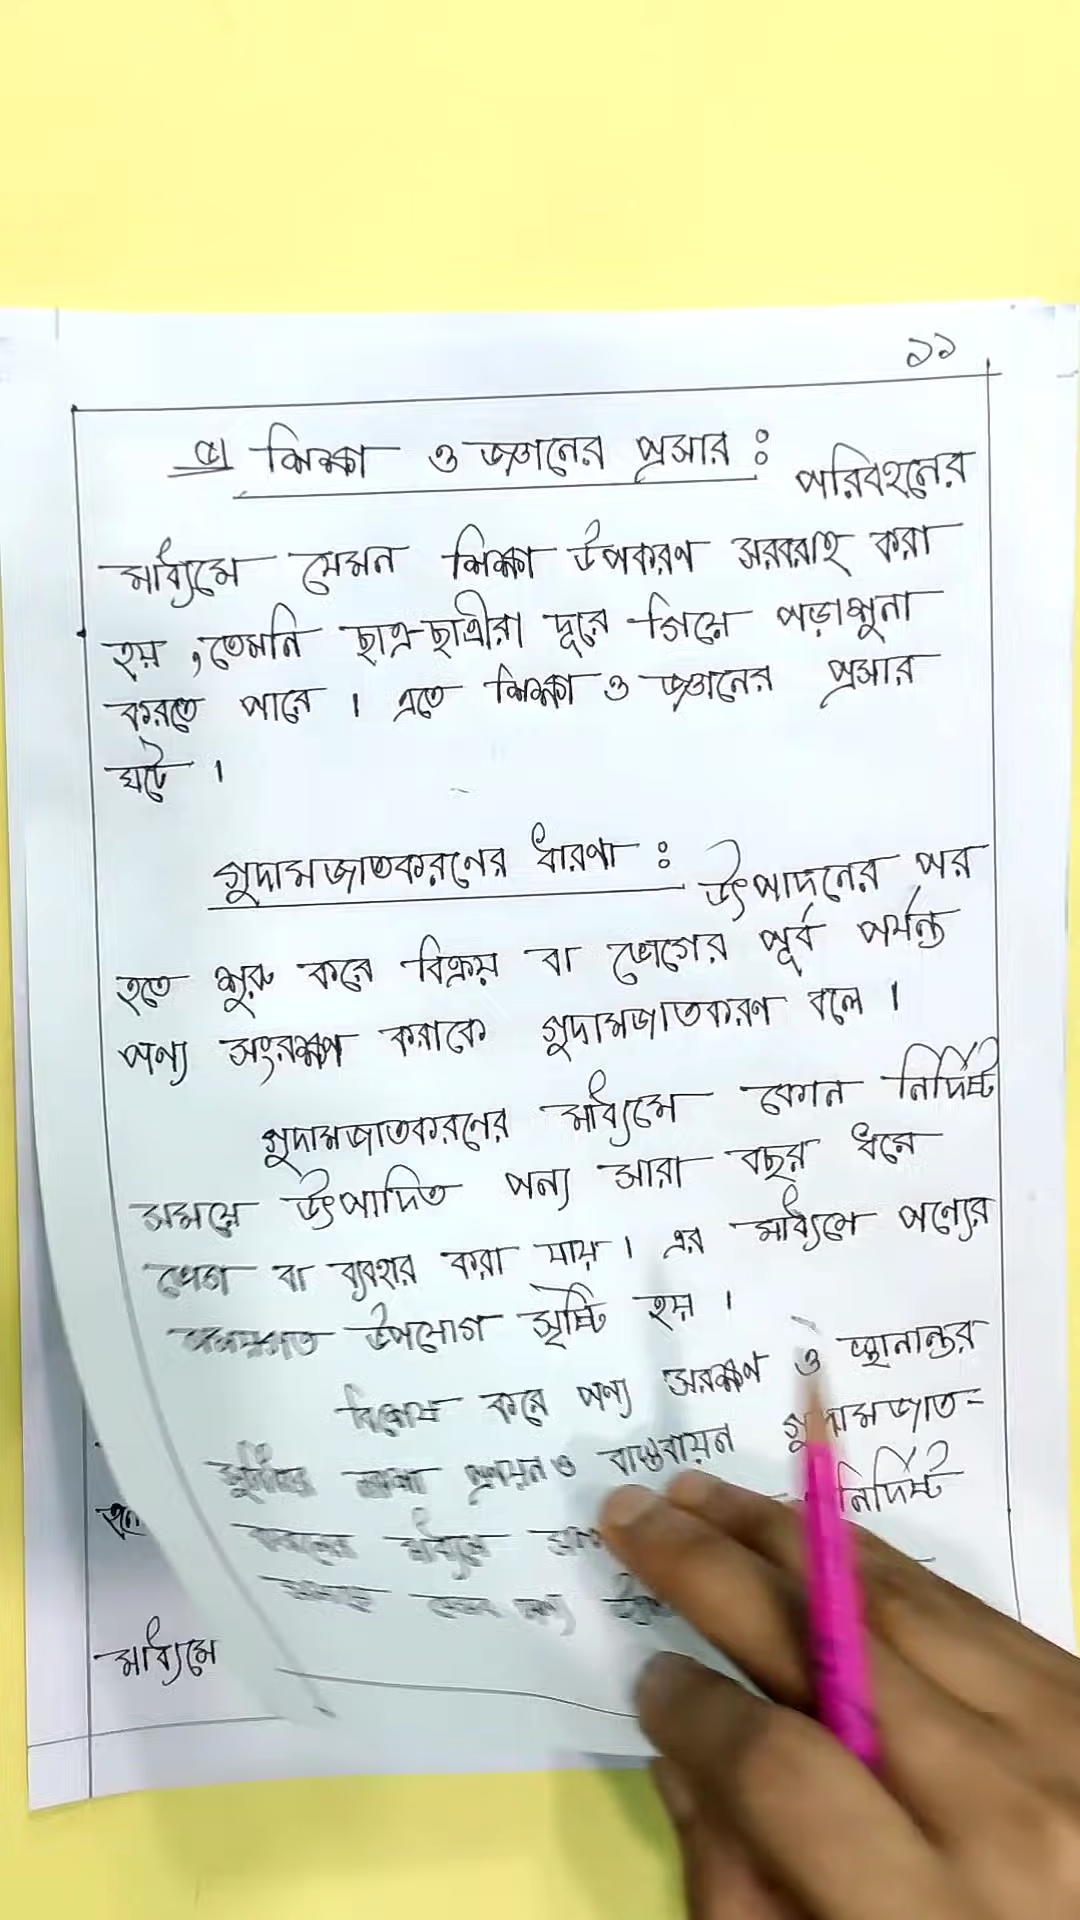 ১১
৫। শিক্ষা ও জ্ঞানের প্রসার : পরিবহনের
মাধ্যমে যেমন শিক্ষা উপকরণ সরবরাহ করা
হয় , তেমনি ছাত্র-ছাত্রীরা দূরে গিয়ে পড়াশুনা
করতে পারে । এতে শিক্ষা ও জ্ঞানের প্রসার
ঘটে ।
গুদামজাতকরণের ধারণা : উৎপাদনের পর
হতে শুরু করে বিক্রয় বা ভোগের পূর্ব পর্যন্ত
পণ্য সংরক্ষণ করাকে গুদামজাতকরণ বলে ।
গুদামজাতকরণের মাধ্যমে কোন নির্দিষ্ট
সময়ে উৎপাদিত পণ্য সারা বছর ধরে
ভোগ বা ব্যবহার করা যায় । এর মাধ্যমে পণ্যের
উপযোগ সৃষ্টি হয় ।
বিশেষ করে পণ্য সংরক্ষণ ও স্থানান্তর
ও বাস্তবায়ন গুদামজাত-
মাধ্যমে নির্দিষ্ট
পণ্য
মাধ্যমে